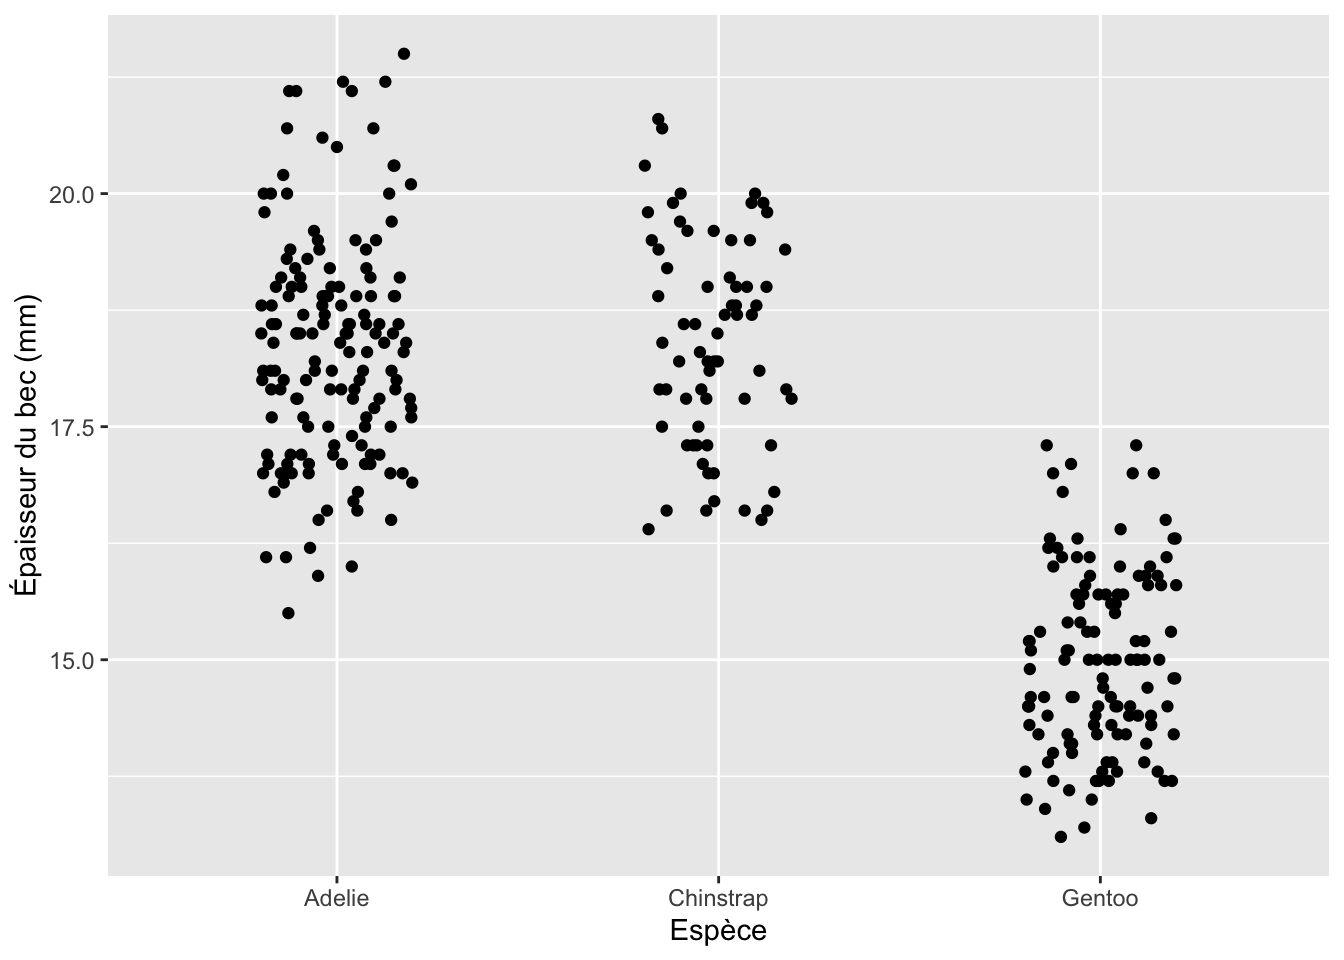 Épaisseur du bec (mm)
20.0
17.5
15.0
Adelie
Chinstrap
Gentoo
Espèce